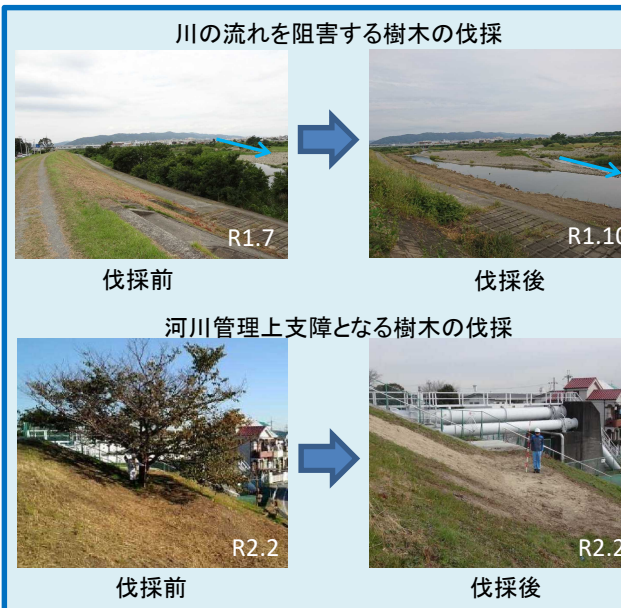 川の流れを阻害する樹木の伐採
R1.7
R1.10
伐採前
伐採後
河川管理上支障となる樹木の伐採
R2.2
R2.2
伐採前
伐採後